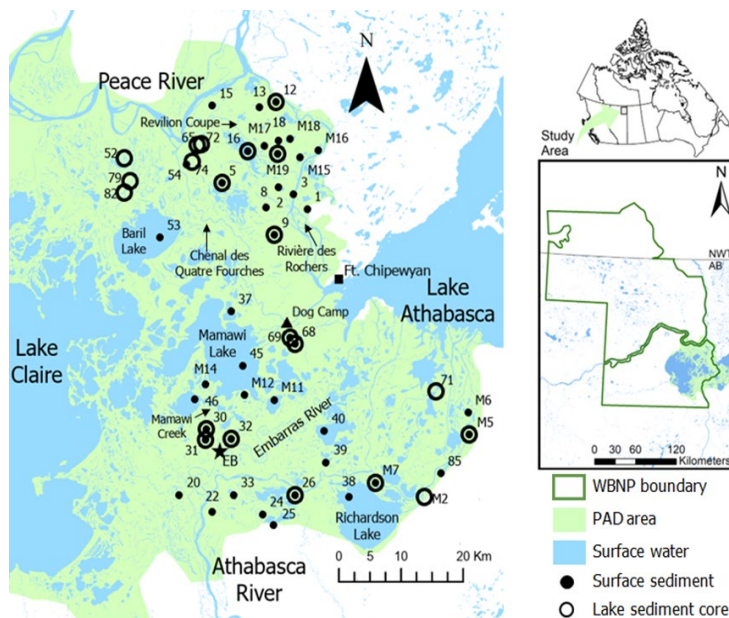 N
Peace River
15
13
12
Revilion Coupe
18
M17
M18
65
72
16
M16
52
54
74
M19
M15
79
5
8
3
82
2
1
9
53
Baril
Lake
Chenal des
Quatre Fourches
Rivière des
Rochers
Ft. Chipewyan
Lake
Athabasca
37
Dog Camp
Mamawi
Lake
69
68
Lake
Claire
45
M14
M12
M11
71
46
M6
Mamawi
Creek
30
32
Embarras River
40
M5
31
EB
39
85
20
22
33
24
25
26
38
M7
M2
Richardson
Lake
Athabasca
River
0 5 10 20 Km
Study
Area
N
NWT
AB
0 30 60 120
Kilometers
WBNP boundary
PAD area
Surface water
Surface sediment
Lake sediment core